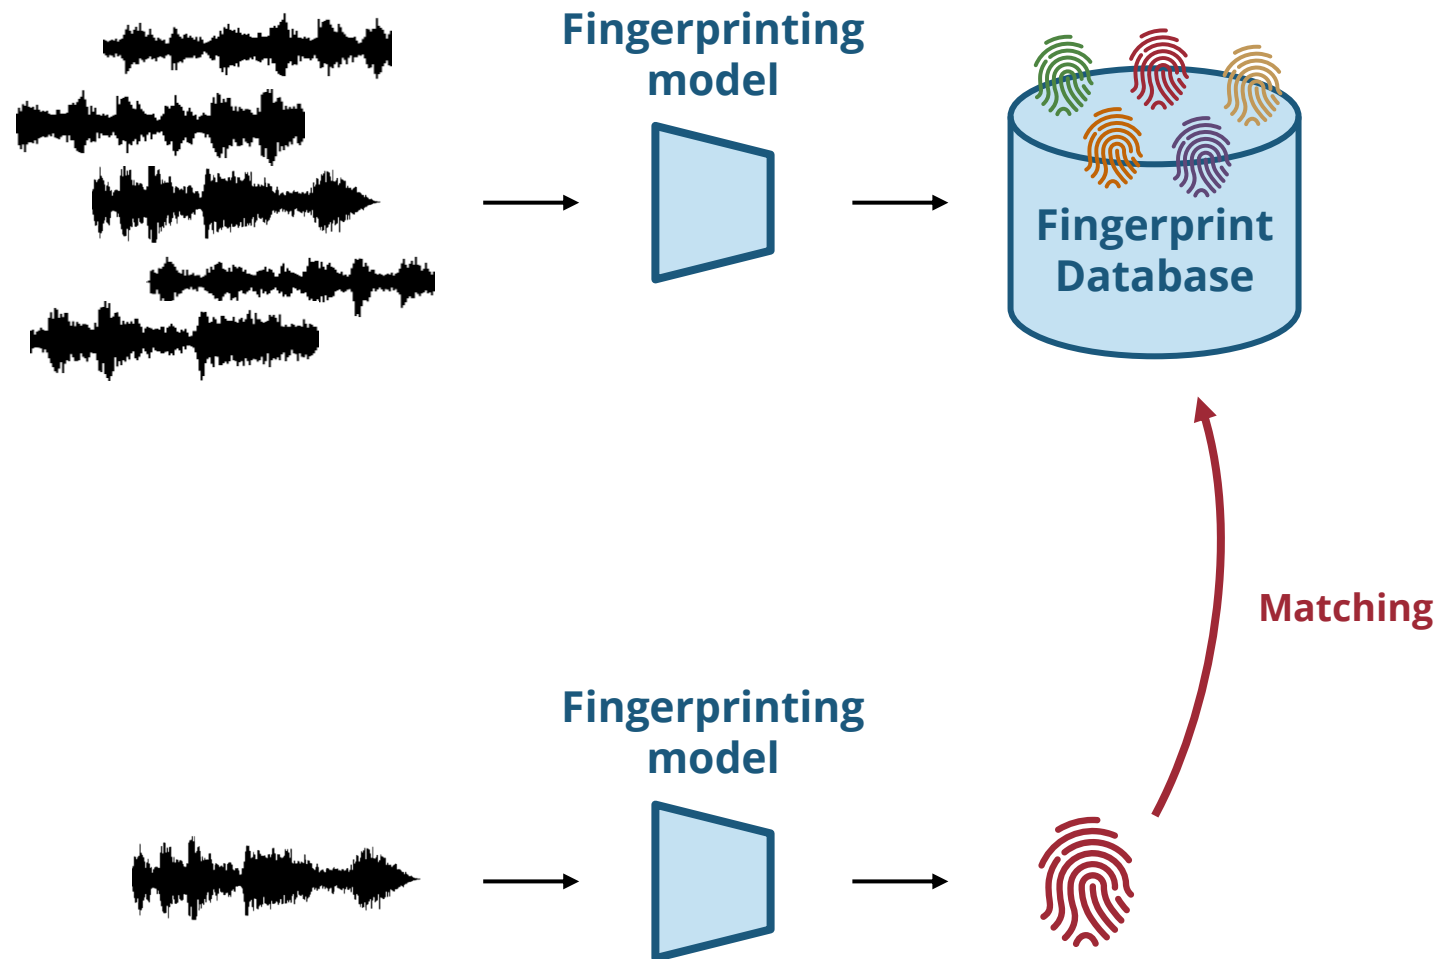 Fingerprinting
model
Fingerprint
Database
Matching
Fingerprinting
model